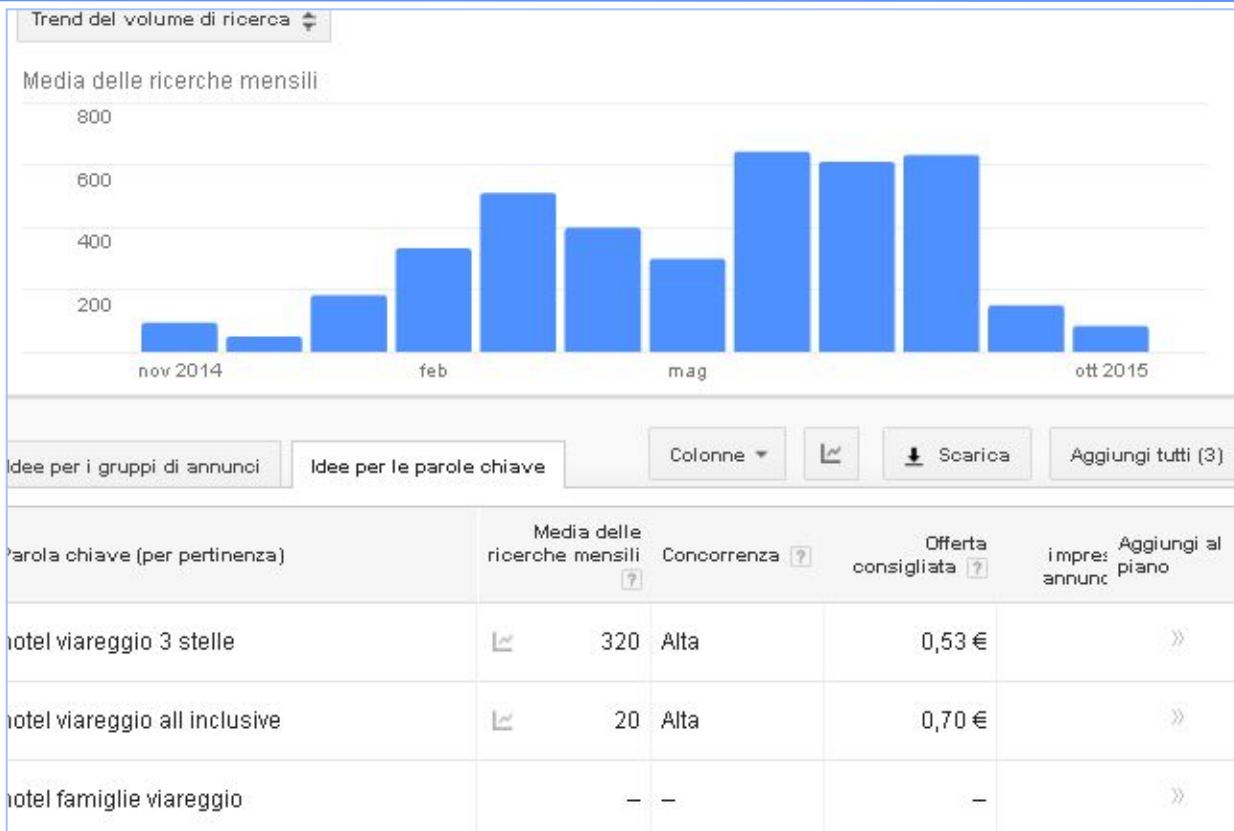 Trend del volume di ricerca
Media delle ricerche mensili
800
600
400
200
nov 2014 feb mag ott 2015
Idee per i gruppi di annunci Idee per le parole chiave Colonne Scarica Aggiungi tutti (3)
Parola chiave (per pertinenza) Media delle ricerche mensili ? Concorrenza ? Offerta consigliata ? impres annunc Aggiungi al piano
hotel viareggio 3 stelle 320 Alta 0,53 € »
hotel viareggio all inclusive 20 Alta 0,70 € »
hotel famiglie viareggio – – – »